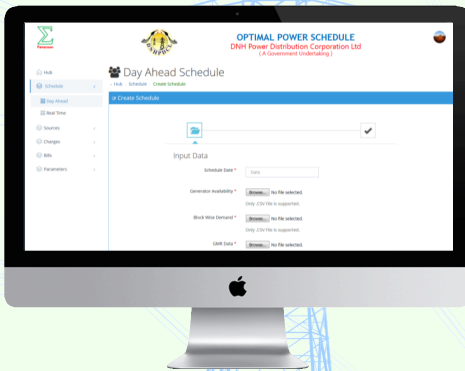 OPTIMAL POWER SCHEDULE
DNH Power Distribution Corporation Ltd
( A Government Undertaking )
DNHPDCL
Hub
Schedule
Day Ahead
Real Time
Sources
Charges
Bills
Parameters
Day Ahead Schedule
Hub Schedule Create Schedule
Create Schedule
Input Data
Schedule Date *
Date
Generator Availability *
Browse... No file selected.
Only .CSV File is supported.
Block Wise Demand *
Browse... No file selected.
Only .CSV File is supported.
GMR Data *
Browse... No file selected.